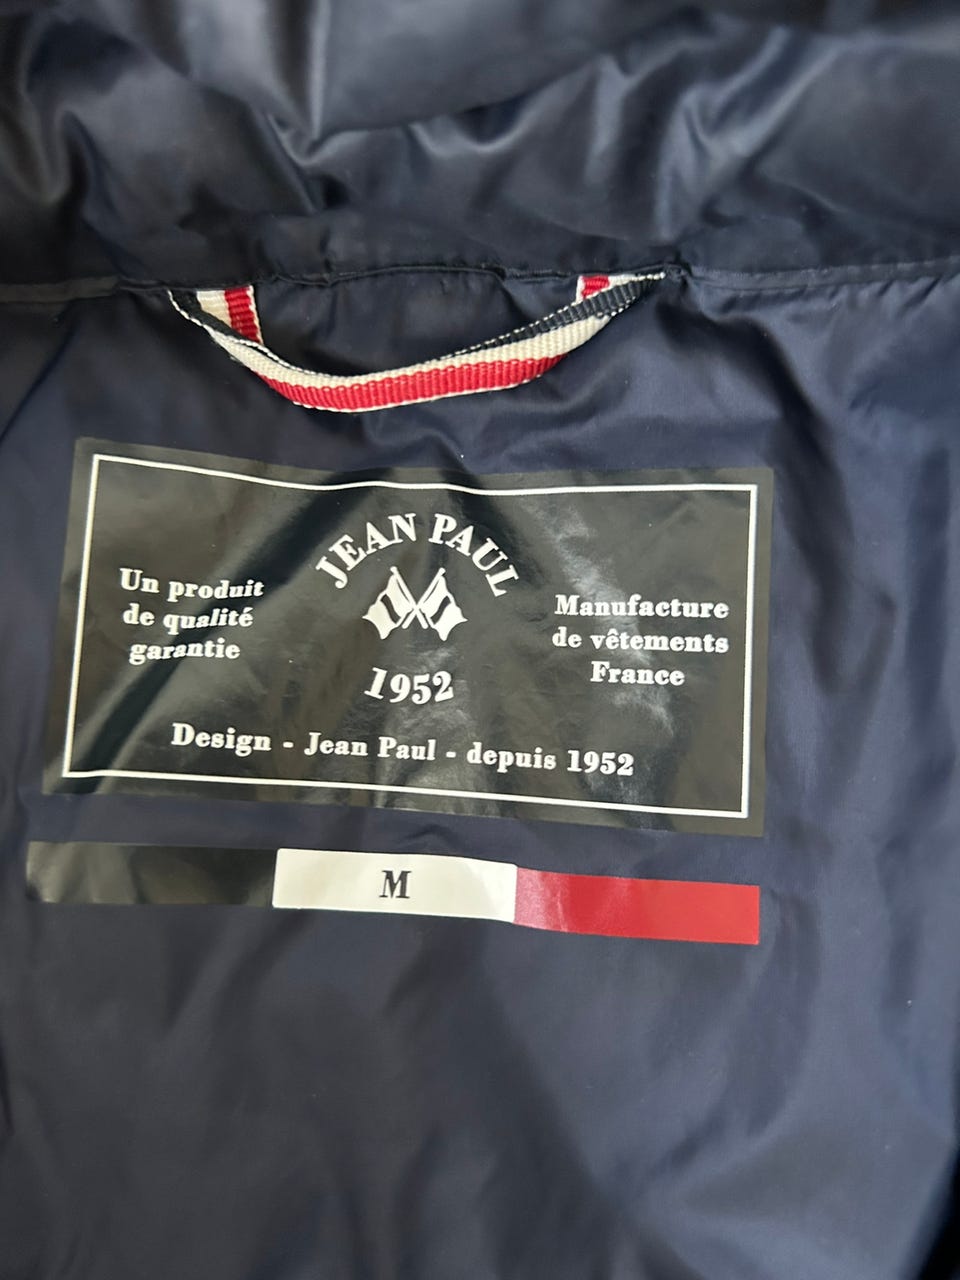 JEAN PAUL
Un produit
de qualité
garantie
Manufacture
de vêtements
France
1952
Design - Jean Paul - depuis 1952
M